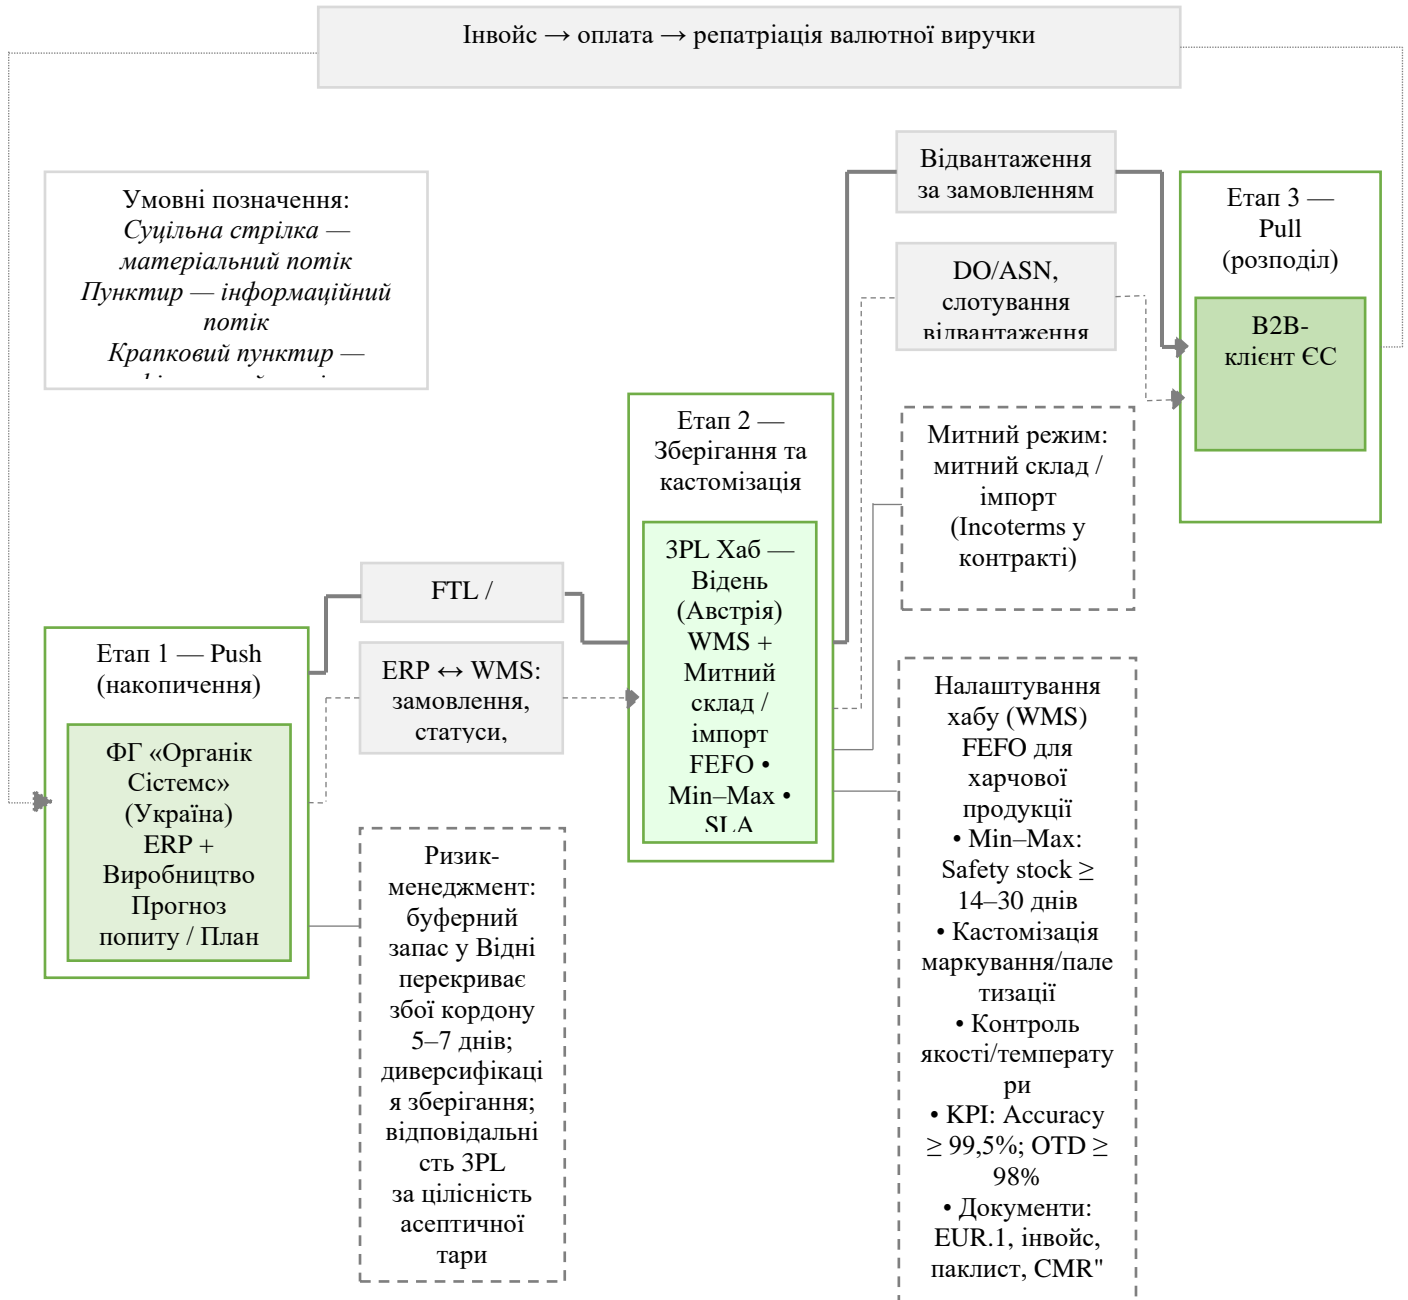 Інвойс → оплата → репатріація валютної виручки
Умовні позначення:
Суцільна стрілка —
матеріальний потік
Пунктир — інформаційний
потік
Крапковий пунктир —
Відвантаження
за замовленням
DO/ASN,
слотування
відвантаження
Етап 3 —
Pull
(розподіл)
B2B-
клієнт ЄС
Етап 2 —
Зберігання та
кастомізація
3PL Хаб —
Відень
(Австрія)
WMS +
Митний
склад /
імпорт
FEFO •
Min–Max •
SLA
Митний режим:
митний склад /
імпорт
(Incoterms у
контракті)
FTL /
ERP ↔ WMS:
замовлення,
статуси,
Етап 1 — Push
(накопичення)
ФГ «Органік
Сістемс»
(Україна)
ERP +
Виробництво
Прогноз
попиту / План
Ризик-
менеджмент:
буферний
запас у Відні
перекриває
збої кордону
5–7 днів;
диверсифікаці
я зберігання;
відповідальні
сть 3PL
за цілісність
асептичної
тари
Налаштування
хабу (WMS)
FEFO для
харчової
продукції
• Min–Max:
Safety stock ≥
14–30 днів
• Кастомізація
маркування/пале
тизації
• Контроль
якості/температу
ри
• KPI: Accuracy
≥ 99,5%; OTD ≥
98%
• Документи:
EUR.1, інвойс,
паклист, CMR"